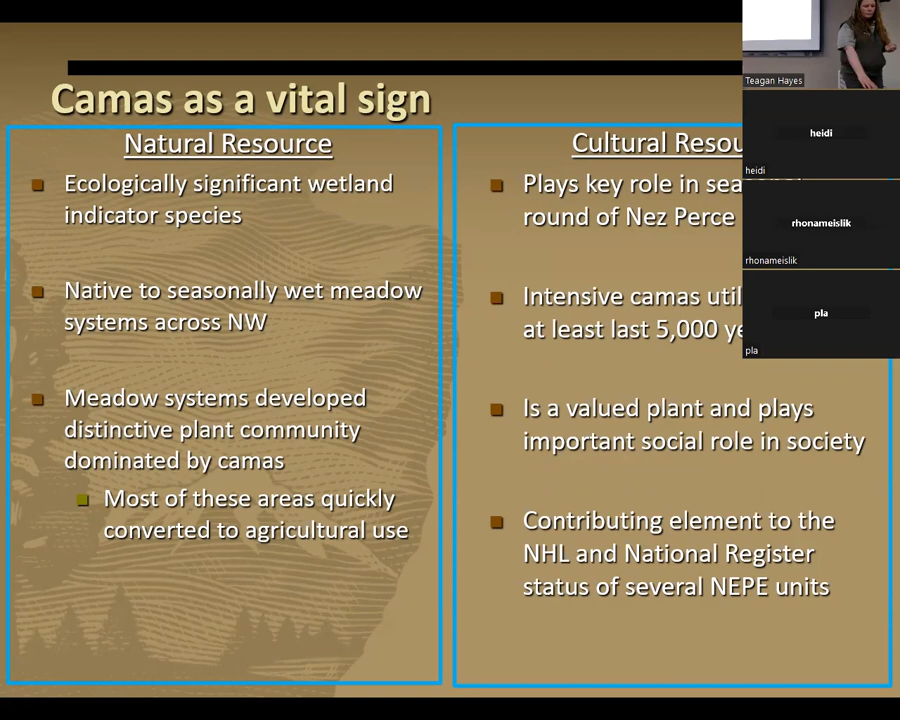 Camas as a vital sign
Natural Resource
Ecologically significant wetland
indicator species
Native to seasonally wet meadow
systems across NW
Meadow systems developed
distinctive plant community
dominated by camas
Most of these areas quickly
converted to agricultural use
Cultural Resou
Plays key role in sea
round of Nez Perce
Intensive camas util
at least last 5,000 ye
Is a valued plant and plays
important social role in society
Contributing element to the
NHL and National Register
status of several NEPE units
Teagan Hayes
heidi
heidi
rhonameislik
rhonameislik
pla
pla